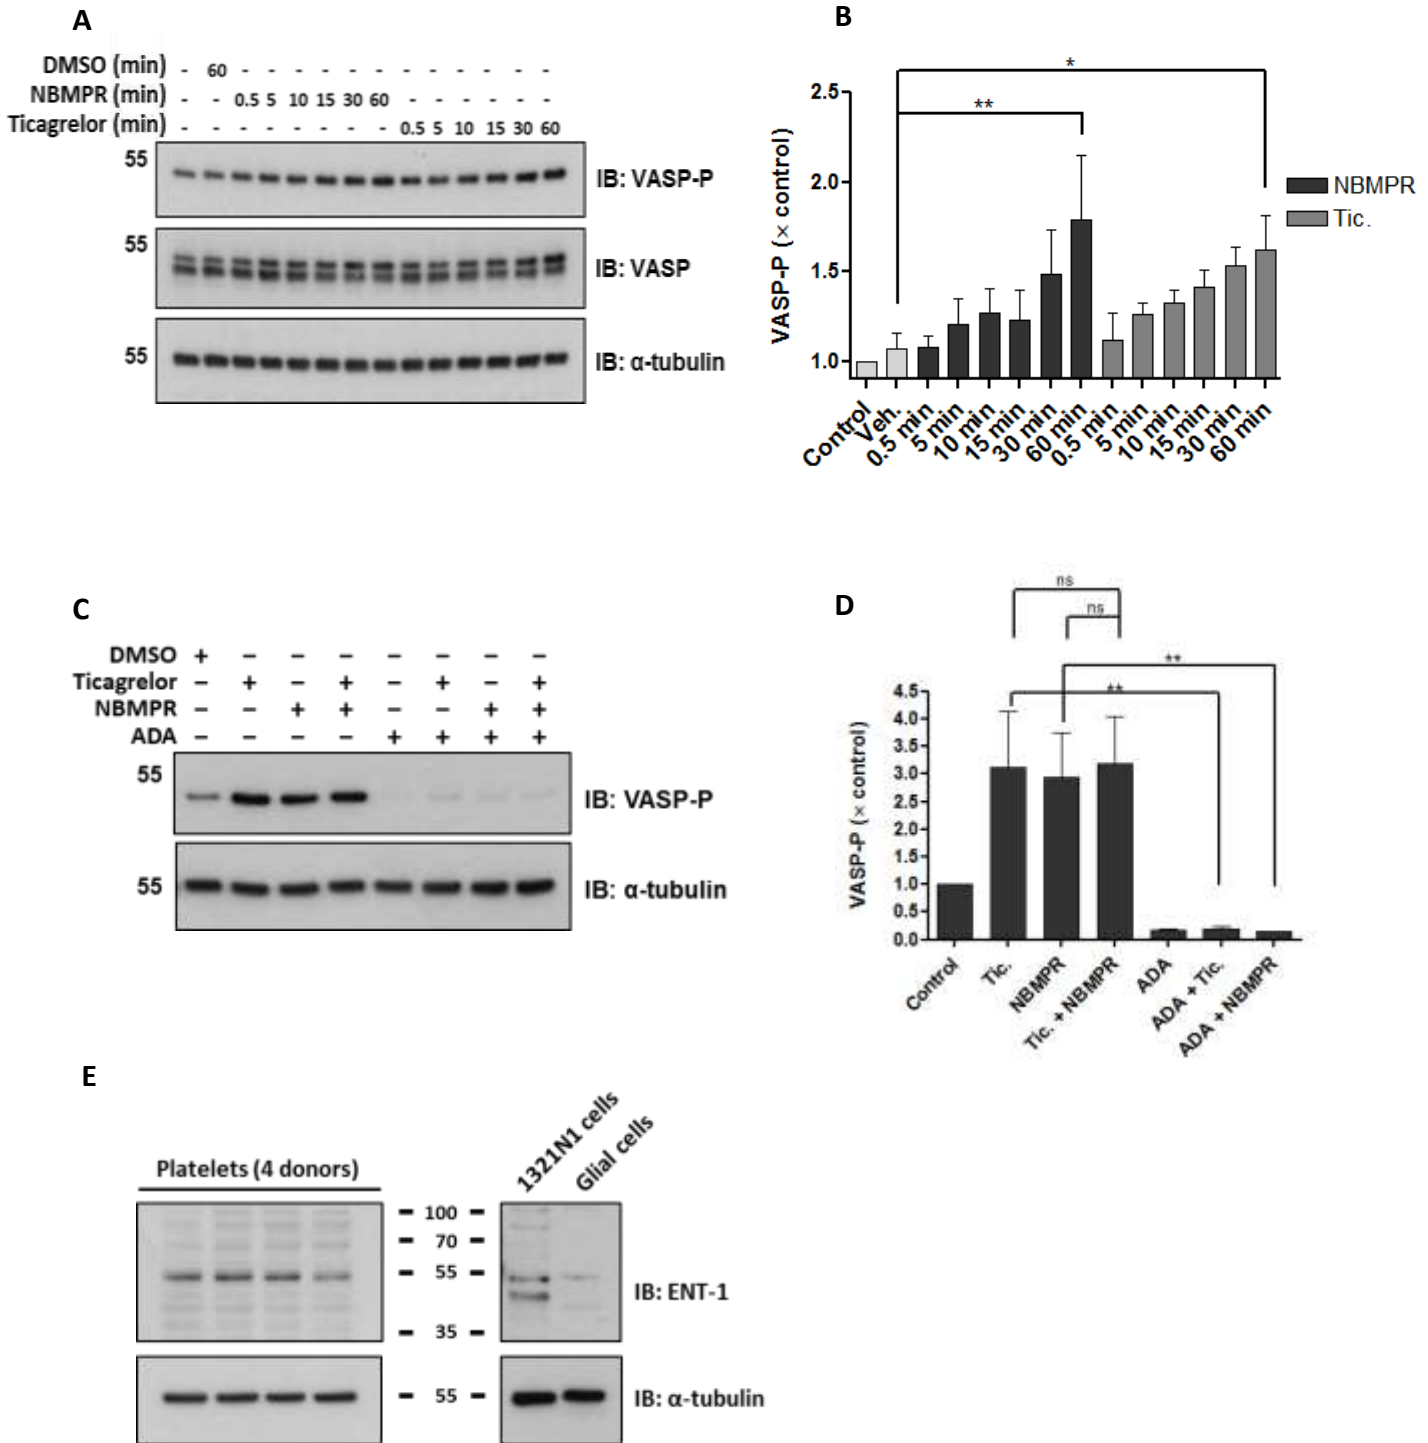 A
DMSO (min) - 60 - - - - - - - - - - - -
NBMPR (min) - - 0.5 5 10 15 30 60 - - - - - -
Ticagrelor (min) - - - - - - - - 0.5 5 10 15 30 60
55
IB: VASP-P
55
IB: VASP
55
IB: α-tubulin
B
*
**
2.5
2.0
1.5
1.0
VASP-P (× control)
NBMPR
Tic.
Control
Veh.
0.5 min
5 min
10 min
15 min
30 min
60 min
0.5 min
5 min
10 min
15 min
30 min
60 min
C
DMSO + – – – – – – –
Ticagrelor – + – + – + – +
NBMPR – – + + – – + +
ADA – – – – + + + +
55
IB: VASP-P
55
IB: α-tubulin
D
ns
ns
**
**
4.5
4.0
3.5
3.0
2.5
2.0
1.5
1.0
0.5
0.0
VASP-P (× control)
Control
Tic.
NBMPR
Tic. + NBMPR
ADA
ADA + Tic.
ADA + NBMPR
E
Platelets (4 donors)
1321N1 cells
Glial cells
100
70
55
35
IB: ENT-1
55
IB: α-tubulin